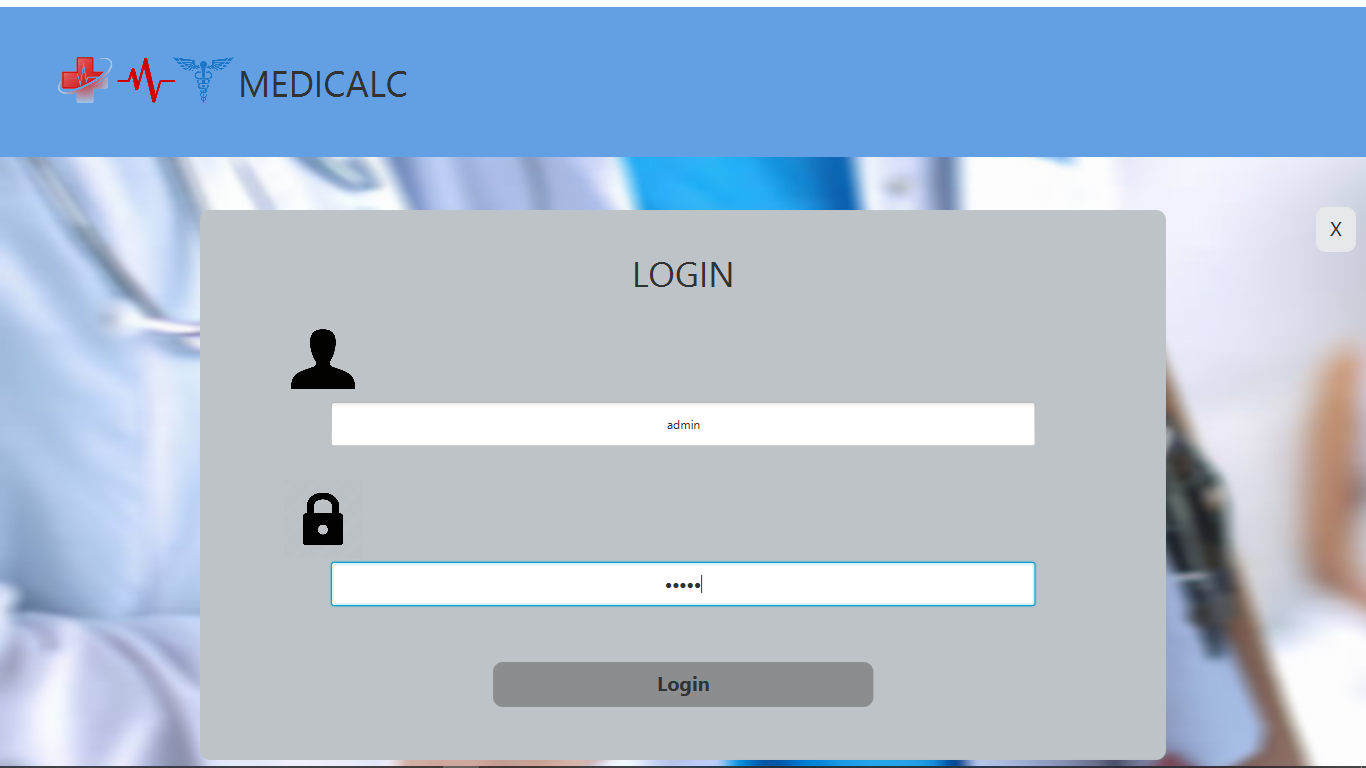 MEDICALC
X
LOGIN
admin
•••••
Login